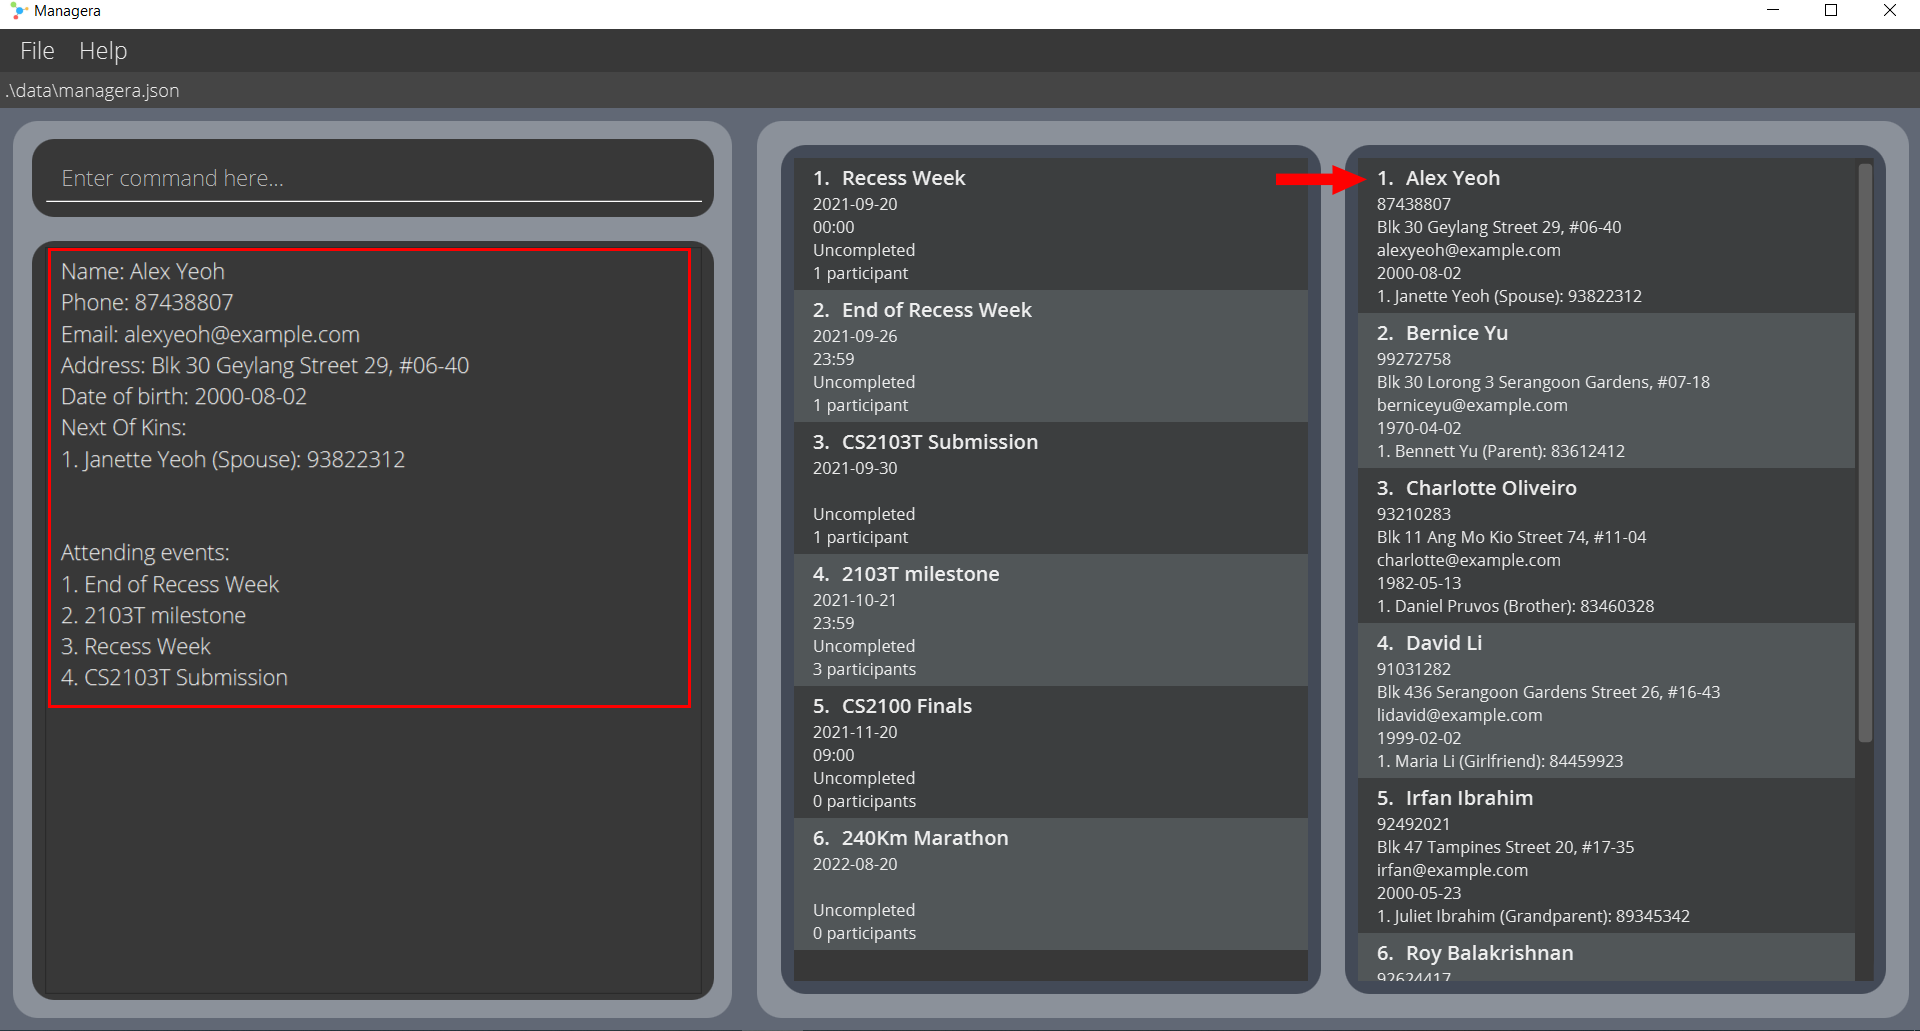 Managera
File Help
.\data\managera.json
Enter command here...
Name: Alex Yeoh
Phone: 87438807
Email: alexyeoh@example.com
Address: Blk 30 Geylang Street 29, #06-40
Date of birth: 2000-08-02
Next Of Kins:
1. Janette Yeoh (Spouse): 93822312
Attending events:
1. End of Recess Week
2. 2103T milestone
3. Recess Week
4. CS2103T Submission
1. Recess Week
2021-09-20
00:00
Uncompleted
1 participant
2. End of Recess Week
2021-09-26
23:59
Uncompleted
1 participant
3. CS2103T Submission
2021-09-30
Uncompleted
1 participant
4. 2103T milestone
2021-10-21
23:59
Uncompleted
3 participants
5. CS2100 Finals
2021-11-20
09:00
Uncompleted
0 participants
6. 240Km Marathon
2022-08-20
Uncompleted
0 participants
1. Alex Yeoh
87438807
Blk 30 Geylang Street 29, #06-40
alexyeoh@example.com
2000-08-02
1. Janette Yeoh (Spouse): 93822312
2. Bernice Yu
99272758
Blk 30 Lorong 3 Serangoon Gardens, #07-18
berniceyu@example.com
1970-04-02
1. Bennett Yu (Parent): 83612412
3. Charlotte Oliveiro
93210283
Blk 11 Ang Mo Kio Street 74, #11-04
charlotte@example.com
1982-05-13
1. Daniel Pruvos (Brother): 83460328
4. David Li
91031282
Blk 436 Serangoon Gardens Street 26, #16-43
lidavid@example.com
1999-02-02
1. Maria Li (Girlfriend): 84459923
5. Irfan Ibrahim
92492021
Blk 47 Tampines Street 20, #17-35
irfan@example.com
2000-05-23
1. Juliet Ibrahim (Grandparent): 89345342
6. Roy Balakrishnan
92624417